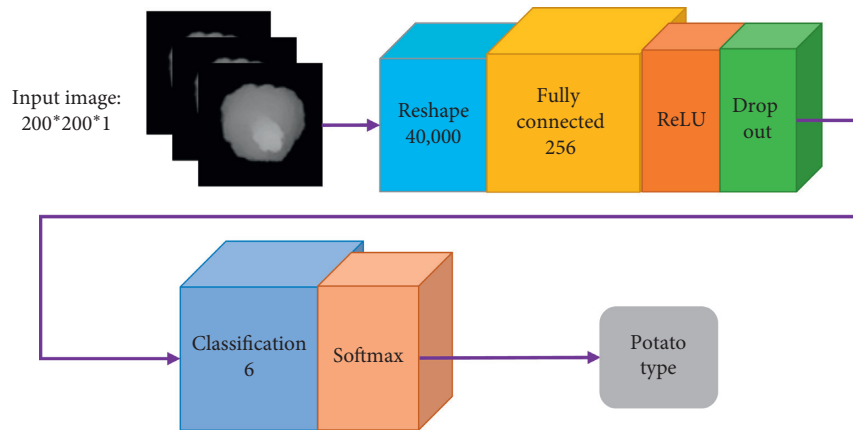 Input image:
200*200*1
Reshape
40,000
Fully
connected
256
ReLU
Drop
out
Classification
6
Softmax
Potato
type